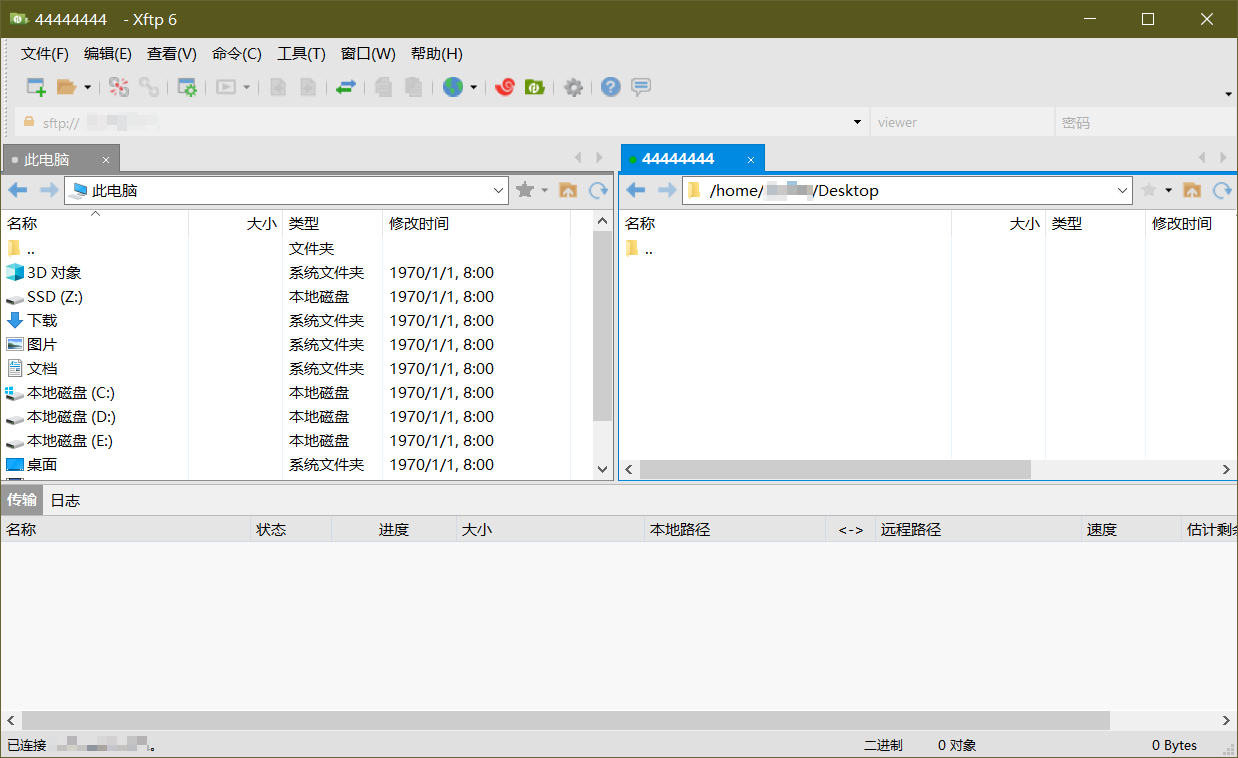 44444444 - Xftp 6
文件(F) 编辑(E) 查看(V) 命令(C) 工具(T) 窗口(W) 帮助(H)
sftp:// viewer 密码
此电脑 × 44444444 ×
此电脑 /home/ /Desktop
名称 大小 类型 修改时间 名称 大小 类型 修改时间
.. 文件夹 ..
3D 对象 系统文件夹 1970/1/1, 8:00
SSD (Z:) 本地磁盘 1970/1/1, 8:00
下载 系统文件夹 1970/1/1, 8:00
图片 系统文件夹 1970/1/1, 8:00
文档 系统文件夹 1970/1/1, 8:00
本地磁盘 (C:) 本地磁盘 1970/1/1, 8:00
本地磁盘 (D:) 本地磁盘 1970/1/1, 8:00
本地磁盘 (E:) 本地磁盘 1970/1/1, 8:00
桌面 系统文件夹 1970/1/1, 8:00
传输 日志
名称 状态 进度 大小 本地路径 <-> 远程路径 速度 估计剩
已连接 。 二进制 0 对象 0 Bytes